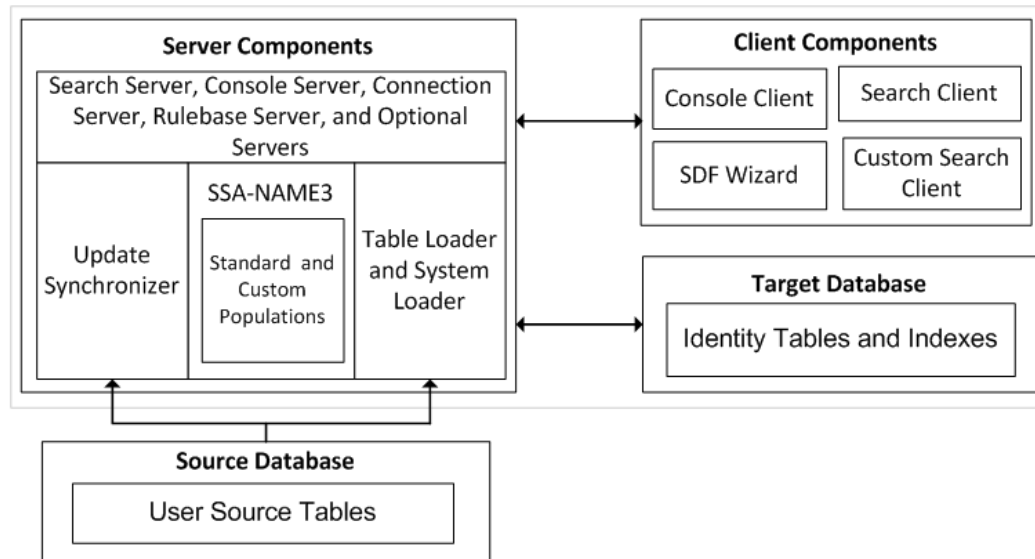 Server Components
Search Server, Console Server, Connection
Server, Rulebase Server, and Optional
Servers
Update
Synchronizer
SSA-NAME3
Standard and
Custom
Populations
Table Loader
and System
Loader
Client Components
Console Client
Search Client
SDF Wizard
Custom Search
Client
Target Database
Identity Tables and Indexes
Source Database
User Source Tables